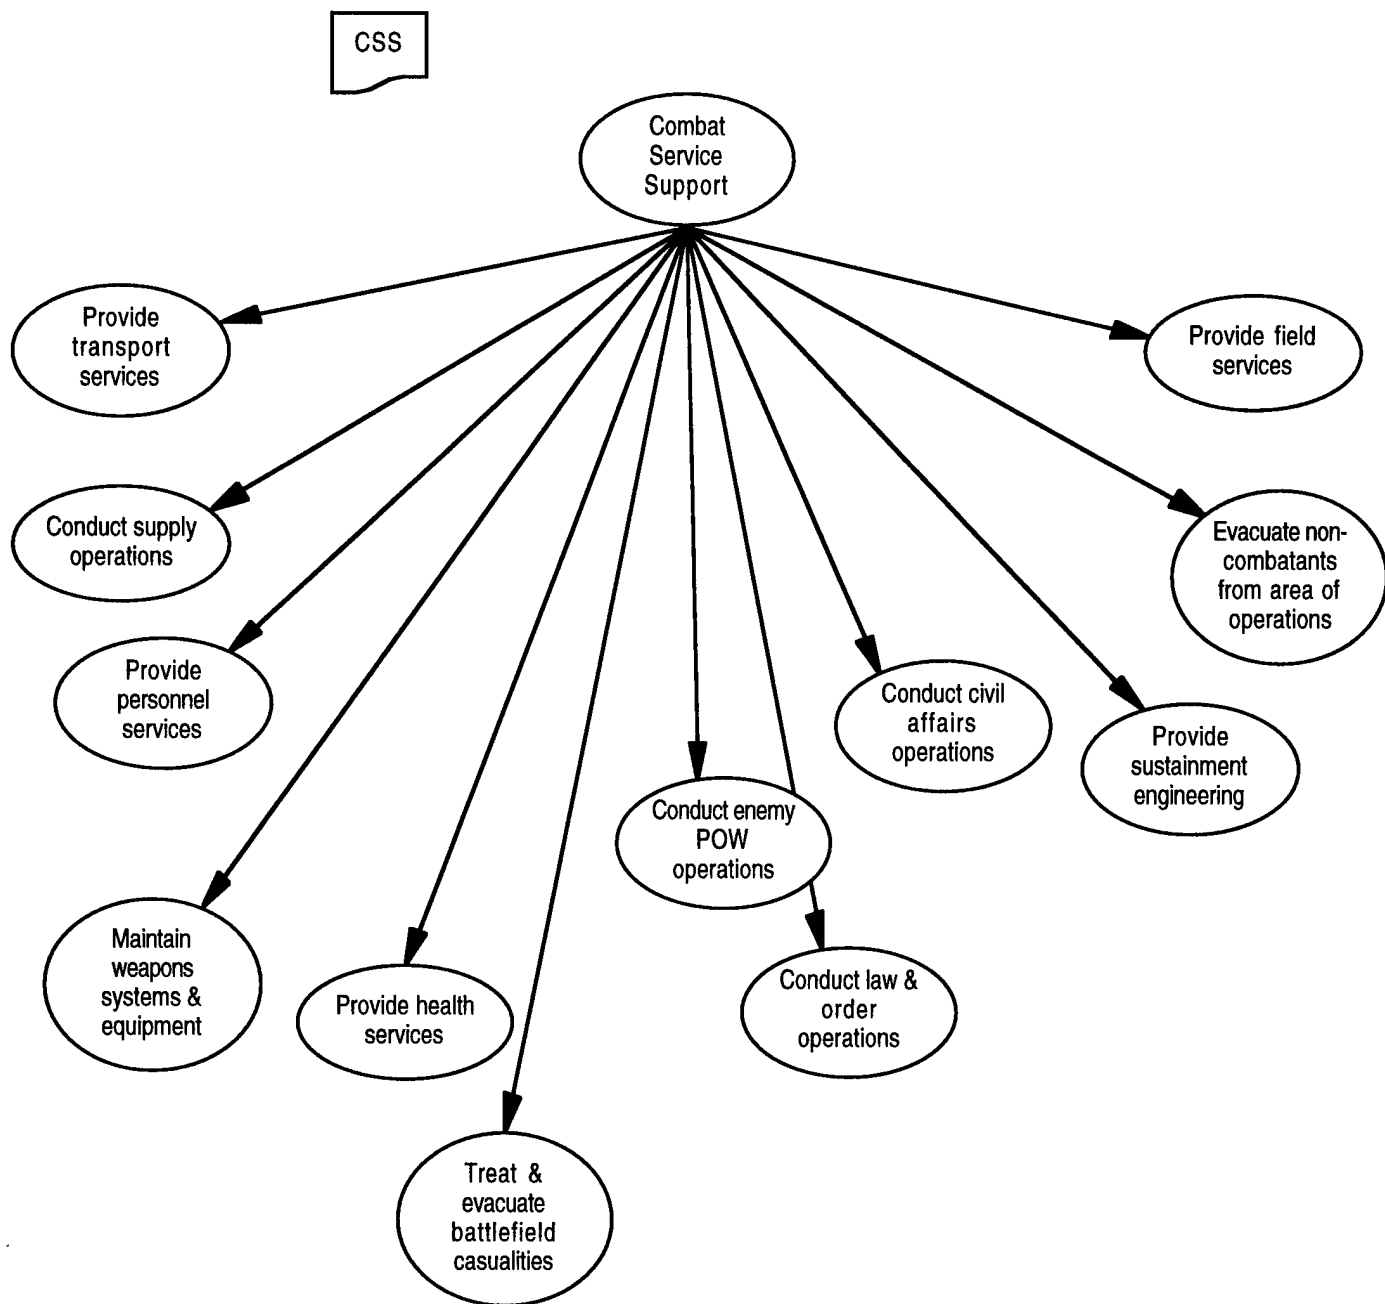 CSS
Combat
Service
Support
Provide
transport
services
Provide field
services
Conduct supply
operations
Evacuate non-
combatants
from area of
operations
Provide
personnel
services
Conduct civil
affairs
operations
Provide
sustainment
engineering
Conduct enemy
POW
operations
Maintain
weapons
systems &
equipment
Provide health
services
Conduct law &
order
operations
Treat &
evacuate
battlefield
casualities